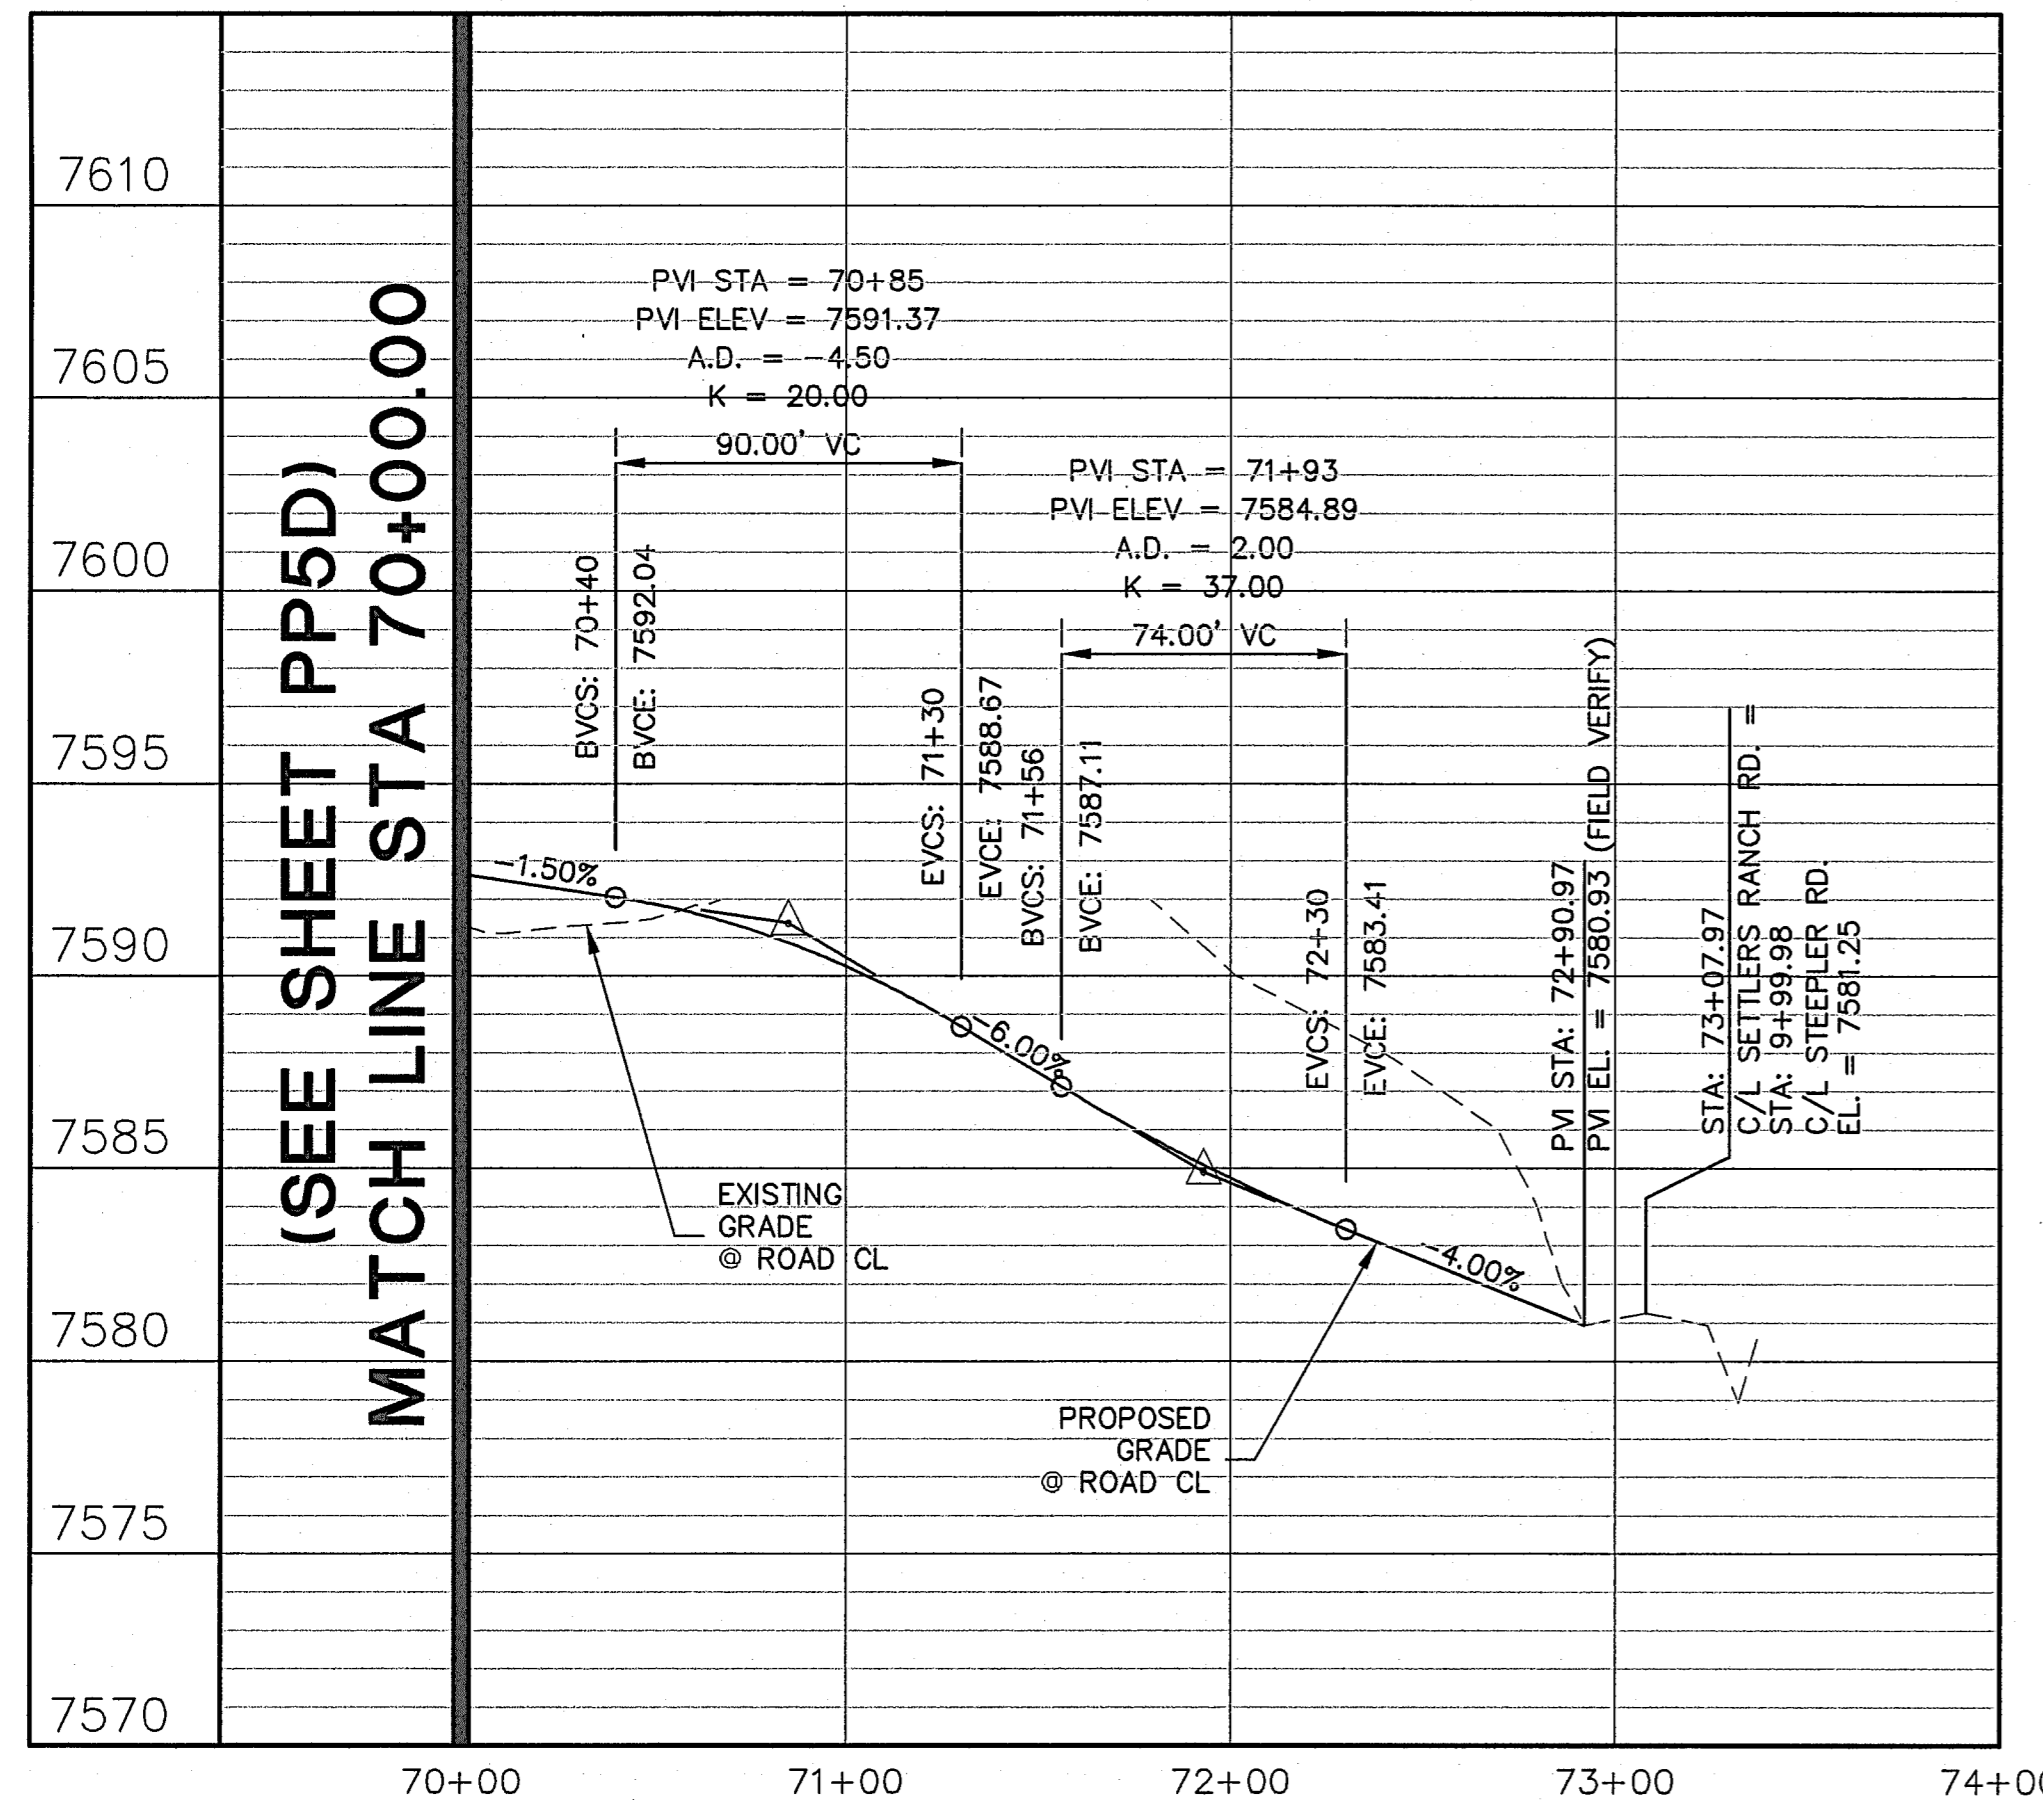 7610
7605
7600
7595
7590
7585
7580
7575
7570
(SEE SHEET PP5D)
MATCH LINE STA 70+00.00
PVI STA = 70+85
PVI ELEV = 7591.37
A.D. = -4.50
K = 20.00
90.00' VC
BVCS: 70+40
BVCE: 7592.04
EVCS: 71+30
EVCE: 7588.67
PVI STA = 71+93
PVI ELEV = 7584.89
A.D. = 2.00
K = 37.00
74.00' VC
BVCS: 71+56
BVCE: 7587.11
EVCS: 72+30
EVCE: 7583.41
PVI STA: 72+90.97
PVI EL. = 7580.93 (FIELD VERIFY)
STA: 73+07.97
C/L SETTLERS RANCH RD. =
STA: 9+99.98
C/L STEEPLER RD.
EL. = 7581.25
-1.50%
-6.00%
-4.00%
EXISTING
GRADE
@ ROAD CL
PROPOSED
GRADE
@ ROAD CL
70+00
71+00
72+00
73+00
74+00